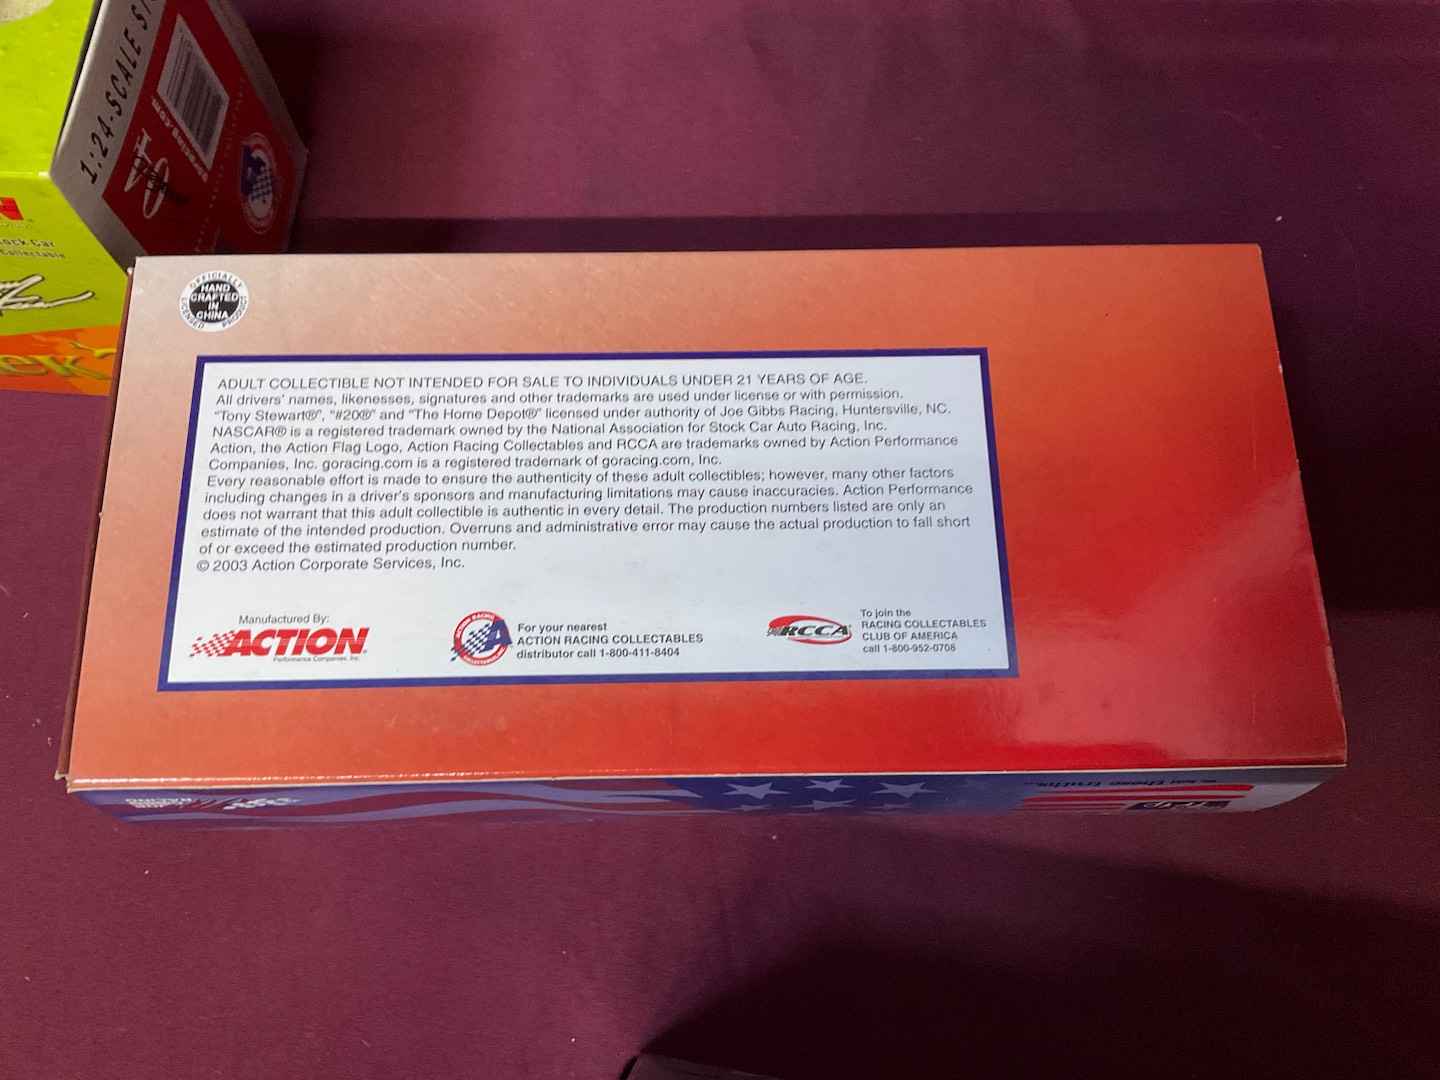 1:24-SCALE
OFFICIALLY
HAND
CRAFTED
IN
CHINA
LICENSED PRODUCT
ADULT COLLECTIBLE NOT INTENDED FOR SALE TO INDIVIDUALS UNDER 21 YEARS OF AGE.
All drivers' names, likenesses, signatures and other trademarks are used under license or with permission.
"Tony Stewart®", "#20®" and "The Home Depot®" licensed under authority of Joe Gibbs Racing, Huntersville, NC.
NASCAR® is a registered trademark owned by the National Association for Stock Car Auto Racing, Inc.
Action, the Action Flag Logo, Action Racing Collectables and RCCA are trademarks owned by Action Performance
Companies, Inc. goracing.com is a registered trademark of goracing.com, Inc.
Every reasonable effort is made to ensure the authenticity of these adult collectibles; however, many other factors
including changes in a driver's sponsors and manufacturing limitations may cause inaccuracies. Action Performance
does not warrant that this adult collectible is authentic in every detail. The production numbers listed are only an
estimate of the intended production. Overruns and administrative error may cause the actual production to fall short
of or exceed the estimated production number.
© 2003 Action Corporate Services, Inc.
Manufactured By:
ACTION
Performance Companies, Inc.
For your nearest
ACTION RACING COLLECTABLES
distributor call 1-800-411-8404
RCCA
To join the
RACING COLLECTABLES
CLUB OF AMERICA
call 1-800-952-0708
these truths